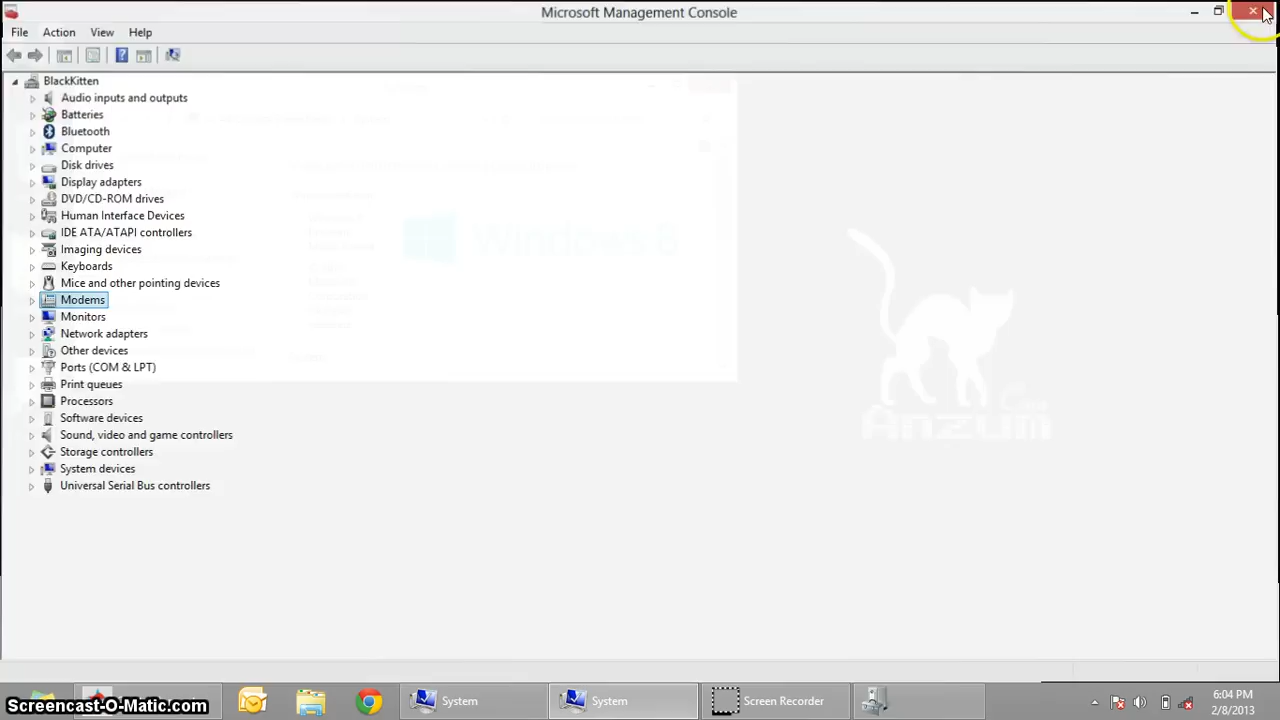 Microsoft Management Console
File Action View Help
BlackKitten
Audio inputs and outputs
Batteries
Bluetooth
Computer
Disk drives
Display adapters
DVD/CD-ROM drives
Human Interface Devices
IDE ATA/ATAPI controllers
Imaging devices
Keyboards
Mice and other pointing devices
Modems
Monitors
Network adapters
Other devices
Ports (COM & LPT)
Print queues
Processors
Software devices
Sound, video and game controllers
Storage controllers
System devices
Universal Serial Bus controllers
Windows 8
Anzum
System
System
Screen Recorder
6:04 PM
2/8/2013
Screencast-O-Matic.com